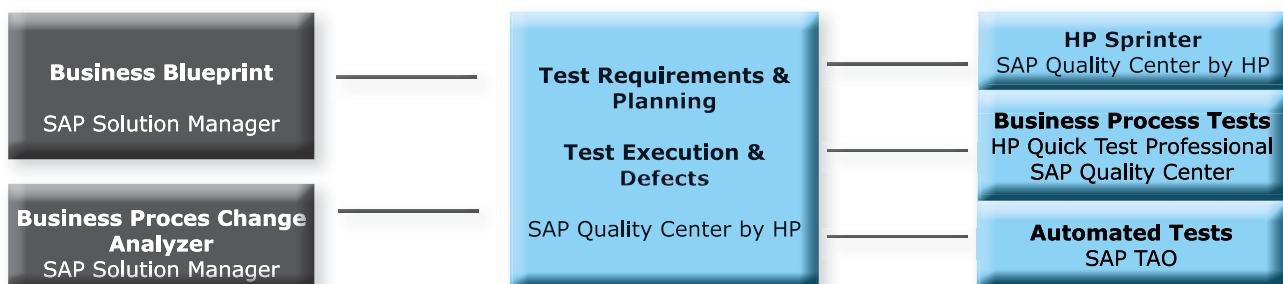 Business Blueprint
SAP Solution Manager
Business Proces Change
Analyzer
SAP Solution Manager
Test Requirements &
Planning
Test Execution &
Defects
SAP Quality Center by HP
HP Sprinter
SAP Quality Center by HP
Business Process Tests
HP Quick Test Professional
SAP Quality Center
Automated Tests
SAP TAO